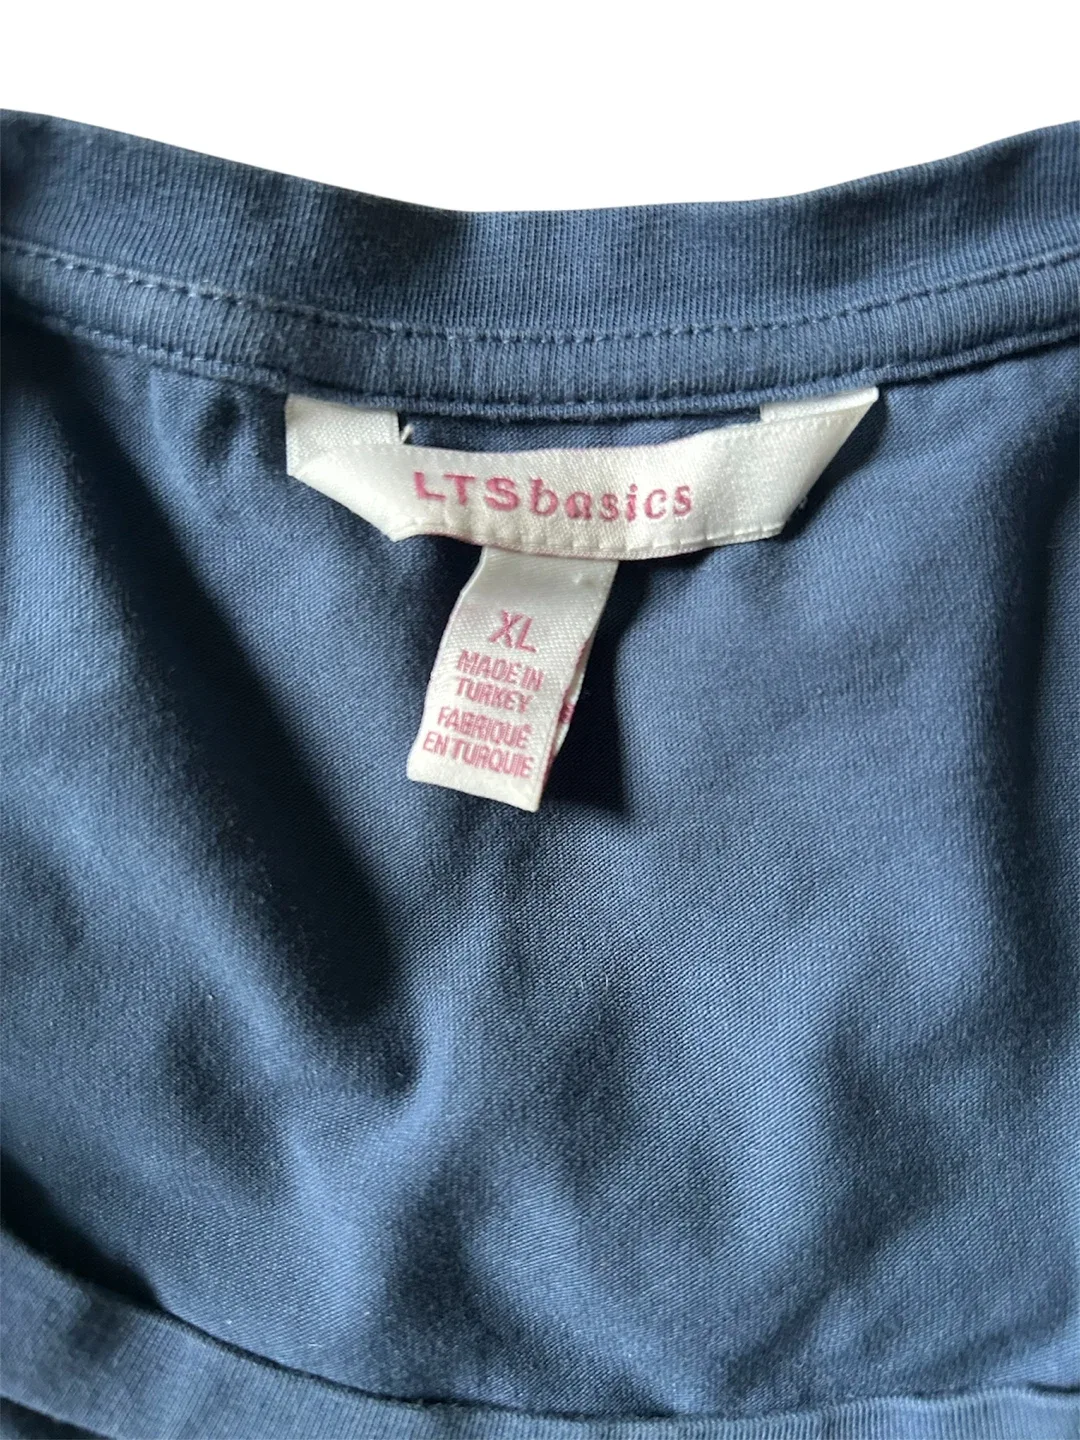 LTSbasics
XL
MADE IN
TURKEY
FABRIQUÉ
EN TURQUIE